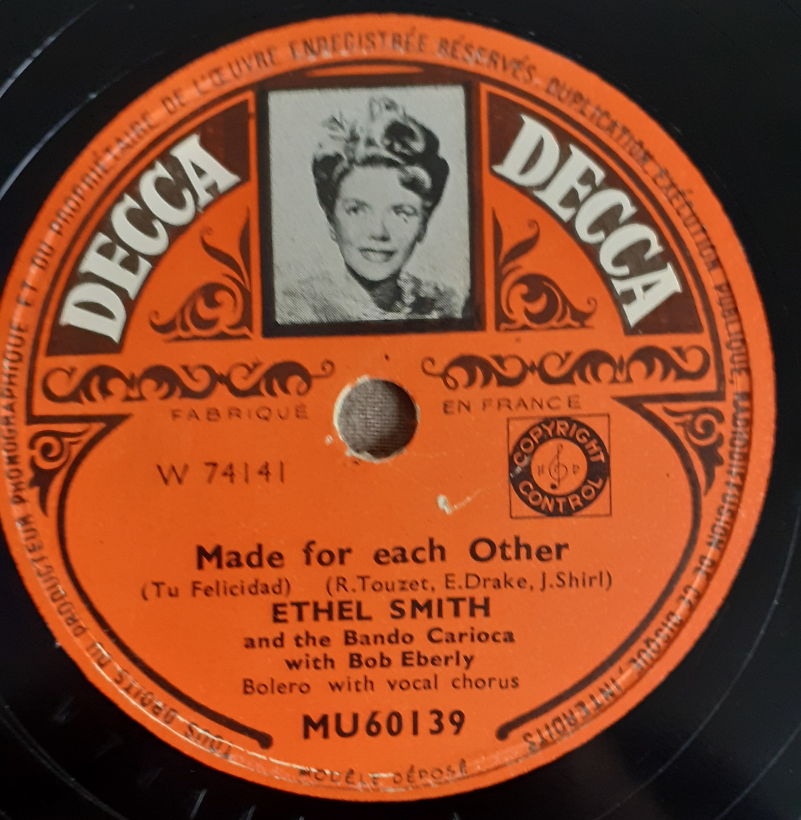 TOUS DROITS DU PRODUCTEUR PHONOGRAPHIQUE ET DU PROPRIÉTAIRE DE L'ŒUVRE ENREGISTRÉE RÉSERVÉS. DUPLICATION EXÉCUTION PUBLIQUE RADIODIFFUSION DE CE DISQUE INTERDITS
DECCA DECCA
FABRIQUÉ EN FRANCE
COPYRIGHT
CONTROL
W 74141
Made for each Other
(Tu Felicidad) (R.Touzet, E.Drake, J.Shirl)
ETHEL SMITH
and the Bando Carioca
with Bob Eberly
Bolero with vocal chorus
MU60139
MODÈLE DÉPOSÉ